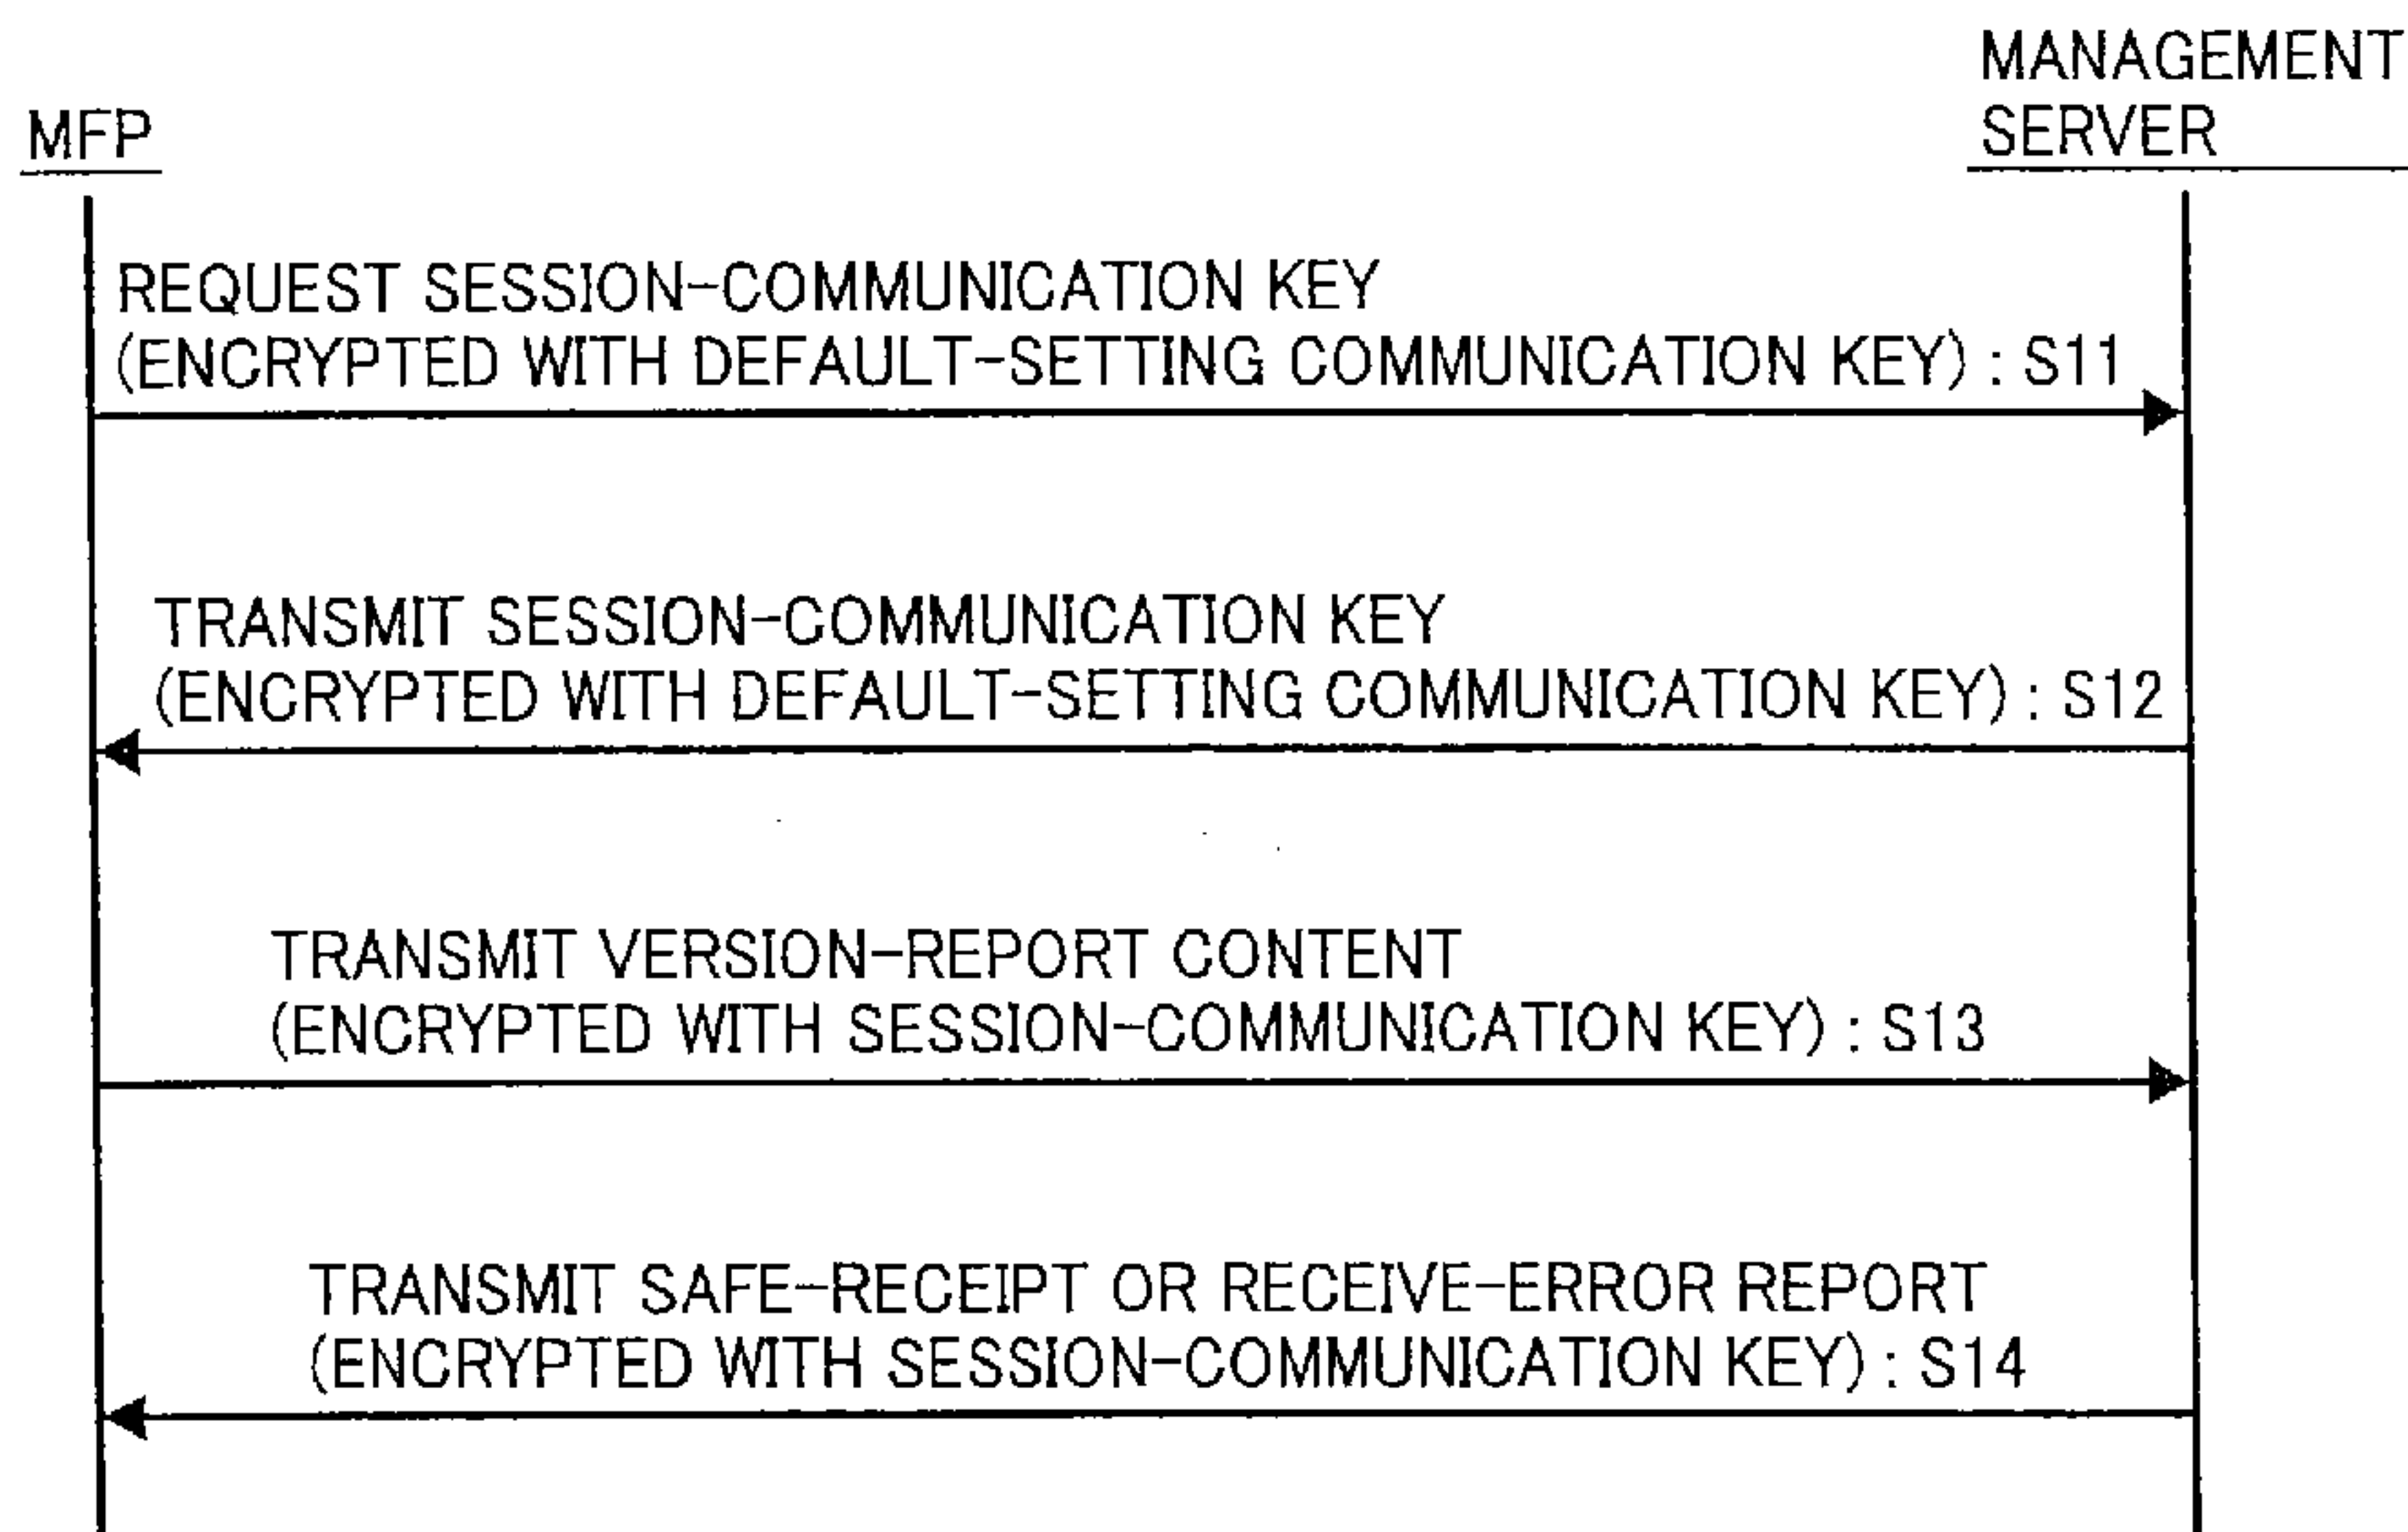 MFP
MANAGEMENT
SERVER
REQUEST SESSION-COMMUNICATION KEY
(ENCRYPTED WITH DEFAULT-SETTING COMMUNICATION KEY) : S11
TRANSMIT SESSION-COMMUNICATION KEY
(ENCRYPTED WITH DEFAULT-SETTING COMMUNICATION KEY) : S12
TRANSMIT VERSION-REPORT CONTENT
(ENCRYPTED WITH SESSION-COMMUNICATION KEY) : S13
TRANSMIT SAFE-RECEIPT OR RECEIVE-ERROR REPORT
(ENCRYPTED WITH SESSION-COMMUNICATION KEY) : S14